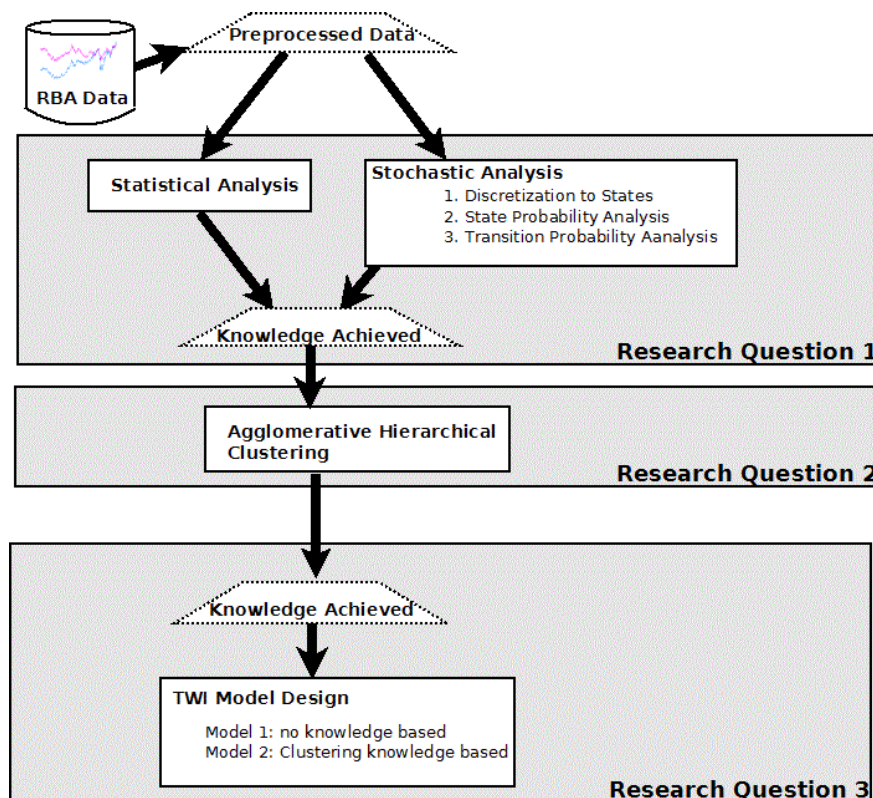 Preprocessed Data
RBA Data
Statistical Analysis
Stochastic Analysis
1. Discretization to States
2. State Probability Analysis
3. Transition Probability Aanalysis
Knowledge Achieved
Research Question 1
Agglomerative Hierarchical
Clustering
Research Question 2
Knowledge Achieved
TWI Model Design
Model 1: no knowledge based
Model 2: Clustering knowledge based
Research Question 3